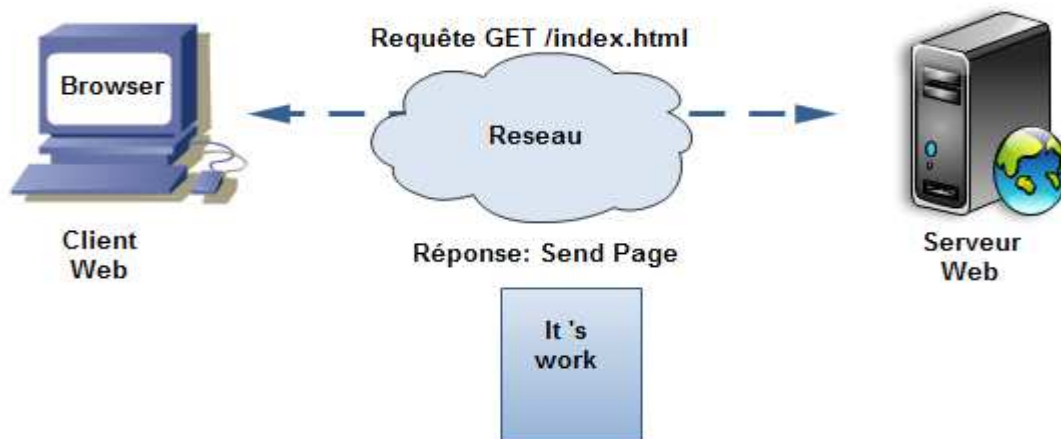 Requête GET /index.html
Browser
Reseau
Client
Web
Réponse: Send Page
Serveur
Web
It 's
work